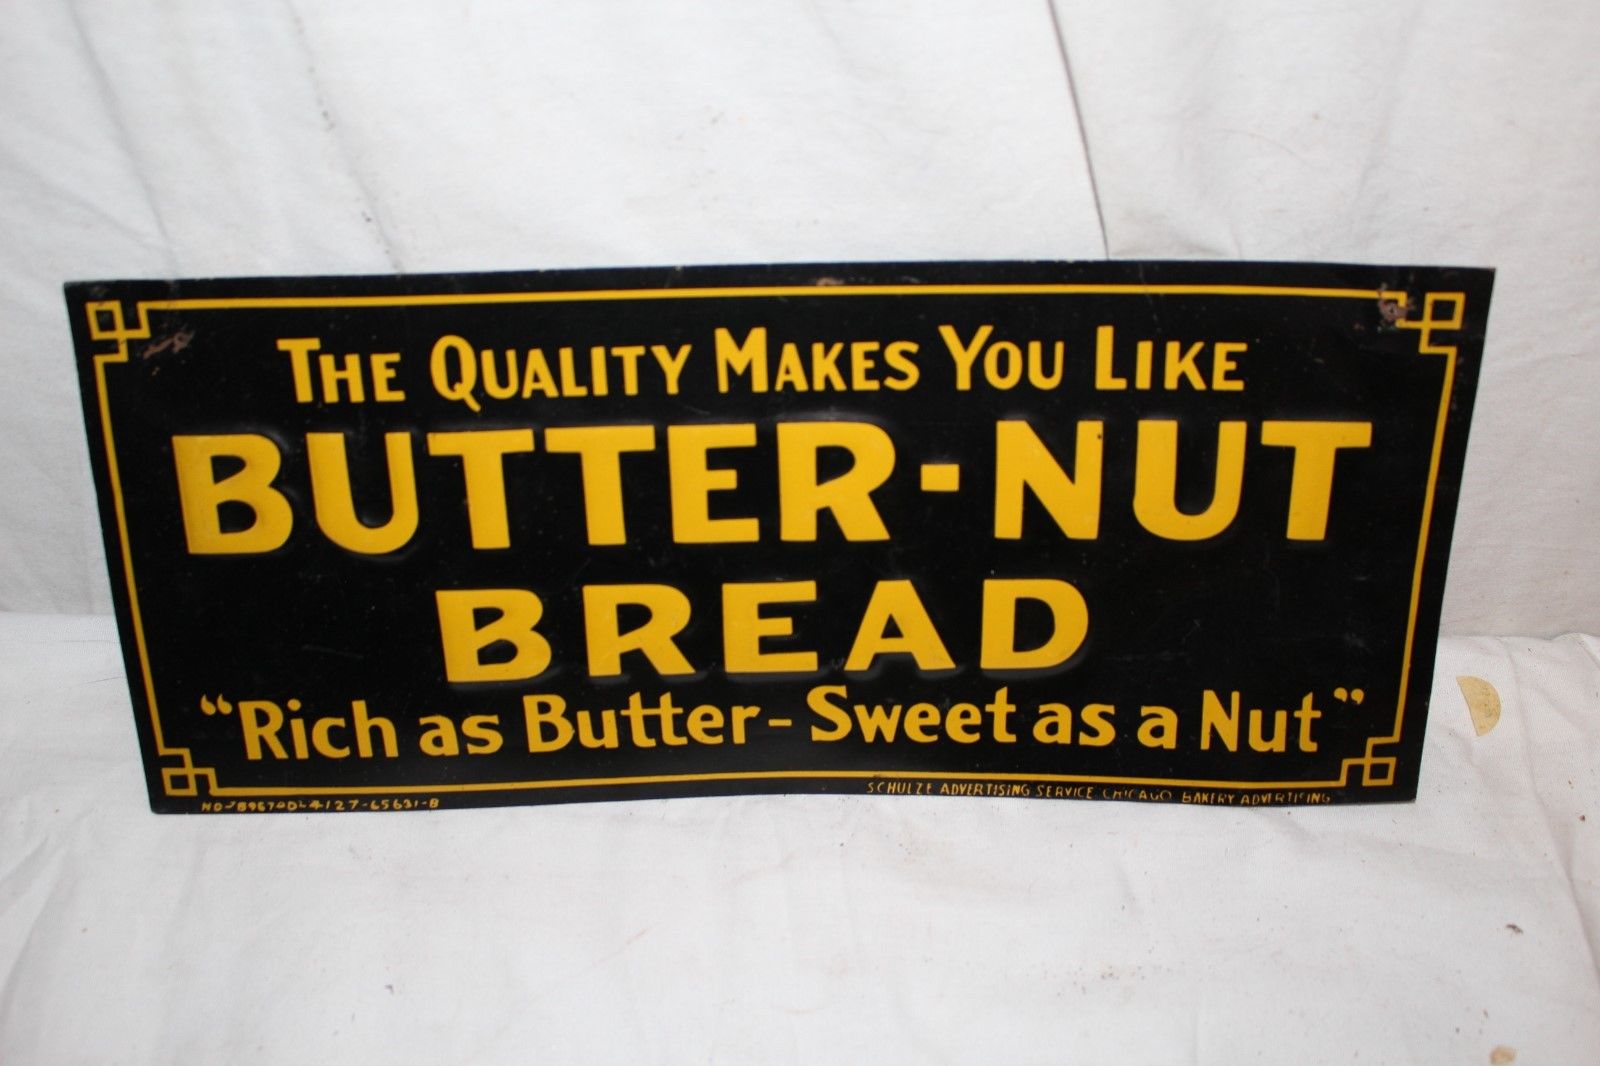 THE QUALITY MAKES YOU LIKE
BUTTER-NUT
BREAD
“Rich as Butter-Sweet as a Nut”
SCHULZE ADVERTISING SERVICE CHICAGO BAKERY ADVERTISING